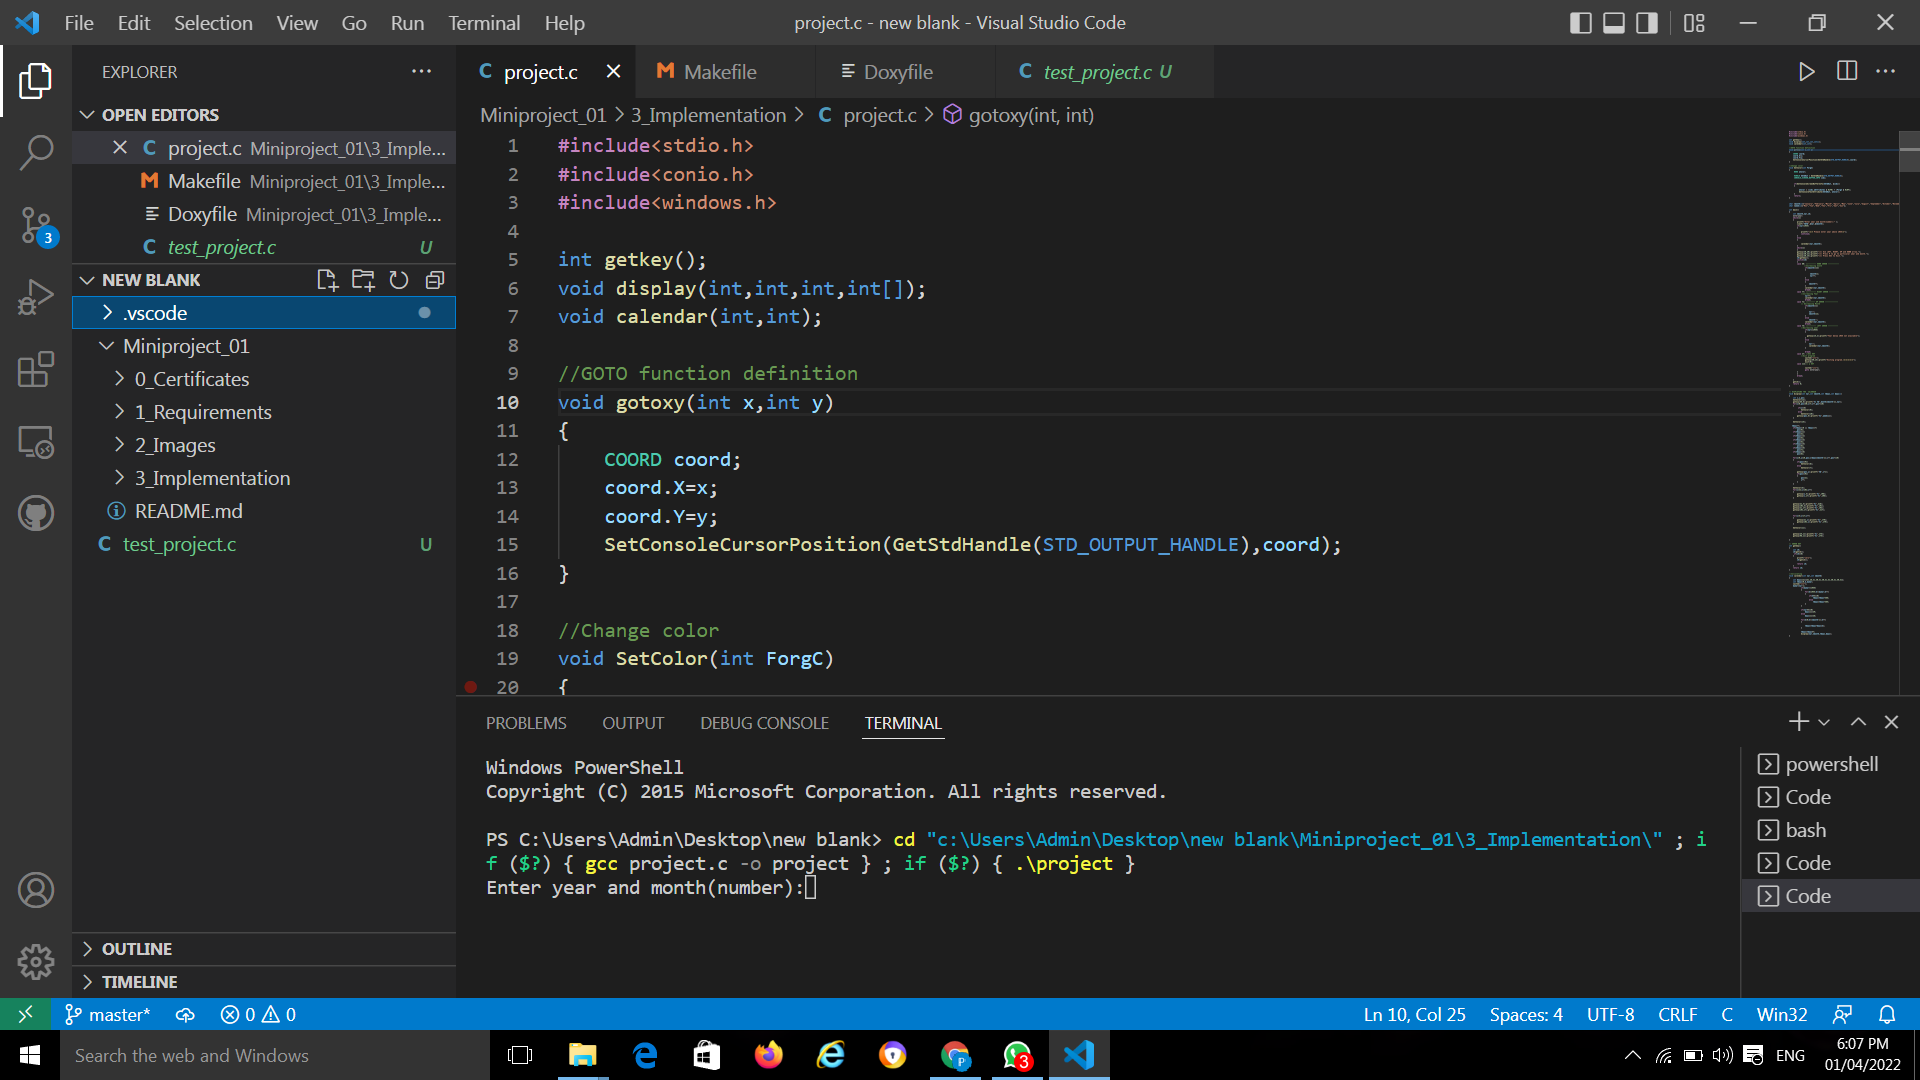 File Edit Selection View Go Run Terminal Help
project.c - new blank - Visual Studio Code
EXPLORER
OPEN EDITORS
project.c Miniproject_01\3_Imple...
Makefile Miniproject_01\3_Imple...
Doxyfile Miniproject_01\3_Imple...
test_project.c U
NEW BLANK
.vscode
Miniproject_01
0_Certificates
1_Requirements
2_Images
3_Implementation
README.md
test_project.c U
OUTLINE
TIMELINE
3
project.c Makefile Doxyfile test_project.c U
Miniproject_01 > 3_Implementation > C project.c > gotoxy(int, int)
1 #include<stdio.h>
2 #include<conio.h>
3 #include<windows.h>
4
5 int getkey();
6 void display(int,int,int,int[]);
7 void calendar(int,int);
8
9 //GOTO function definition
10 void gotoxy(int x,int y)
11 {
12 COORD coord;
13 coord.X=x;
14 coord.Y=y;
15 SetConsoleCursorPosition(GetStdHandle(STD_OUTPUT_HANDLE),coord);
16 }
17
18 //Change color
19 void SetColor(int ForgC)
20 {
PROBLEMS OUTPUT DEBUG CONSOLE TERMINAL
Windows PowerShell
Copyright (C) 2015 Microsoft Corporation. All rights reserved.
PS C:\Users\Admin\Desktop\new blank> cd "c:\Users\Admin\Desktop\new blank\Miniproject_01\3_Implementation\" ; i
f ($?) { gcc project.c -o project } ; if ($?) { .\project }
Enter year and month(number):
powershell
Code
bash
Code
Code
master* 0 0 Ln 10, Col 25 Spaces: 4 UTF-8 CRLF C Win32
Search the web and Windows
P
3
ENG
6:07 PM
01/04/2022